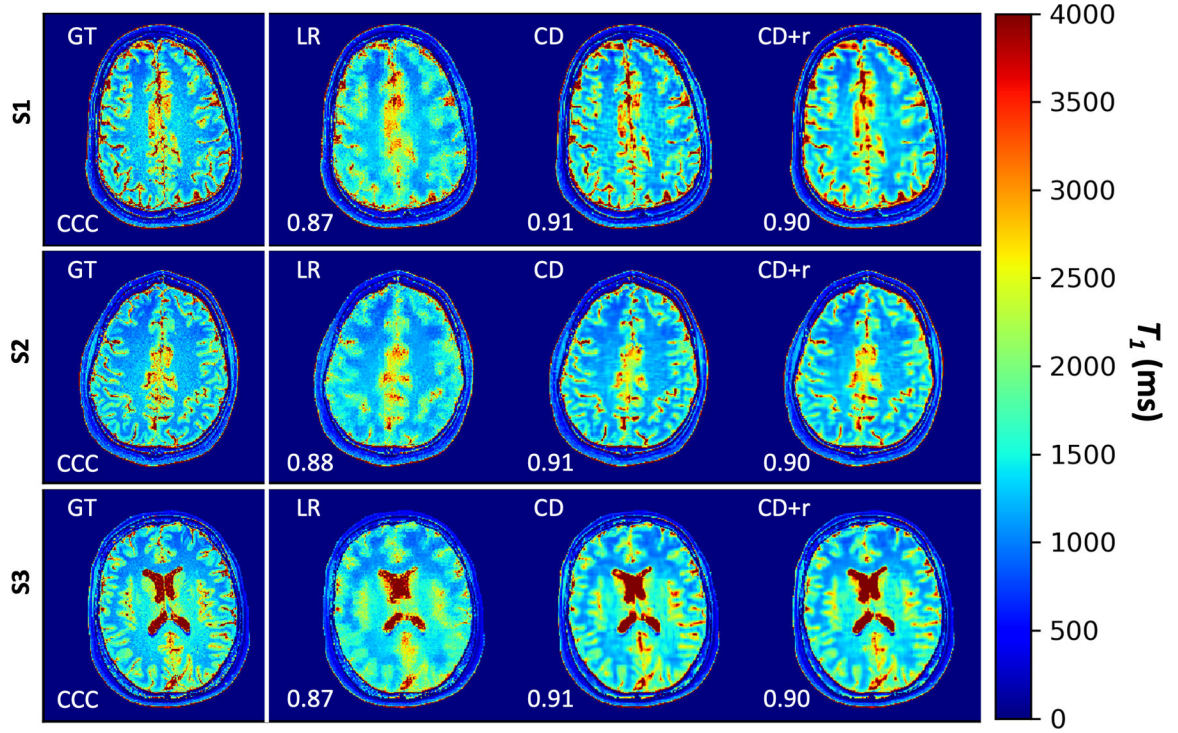 GT LR CD CD+r
S1
CCC 0.87 0.91 0.90
GT LR CD CD+r
S2
CCC 0.88 0.91 0.90
GT LR CD CD+r
S3
CCC 0.87 0.91 0.90
4000
3500
3000
2500
2000
1500
1000
500
0
T1 (ms)